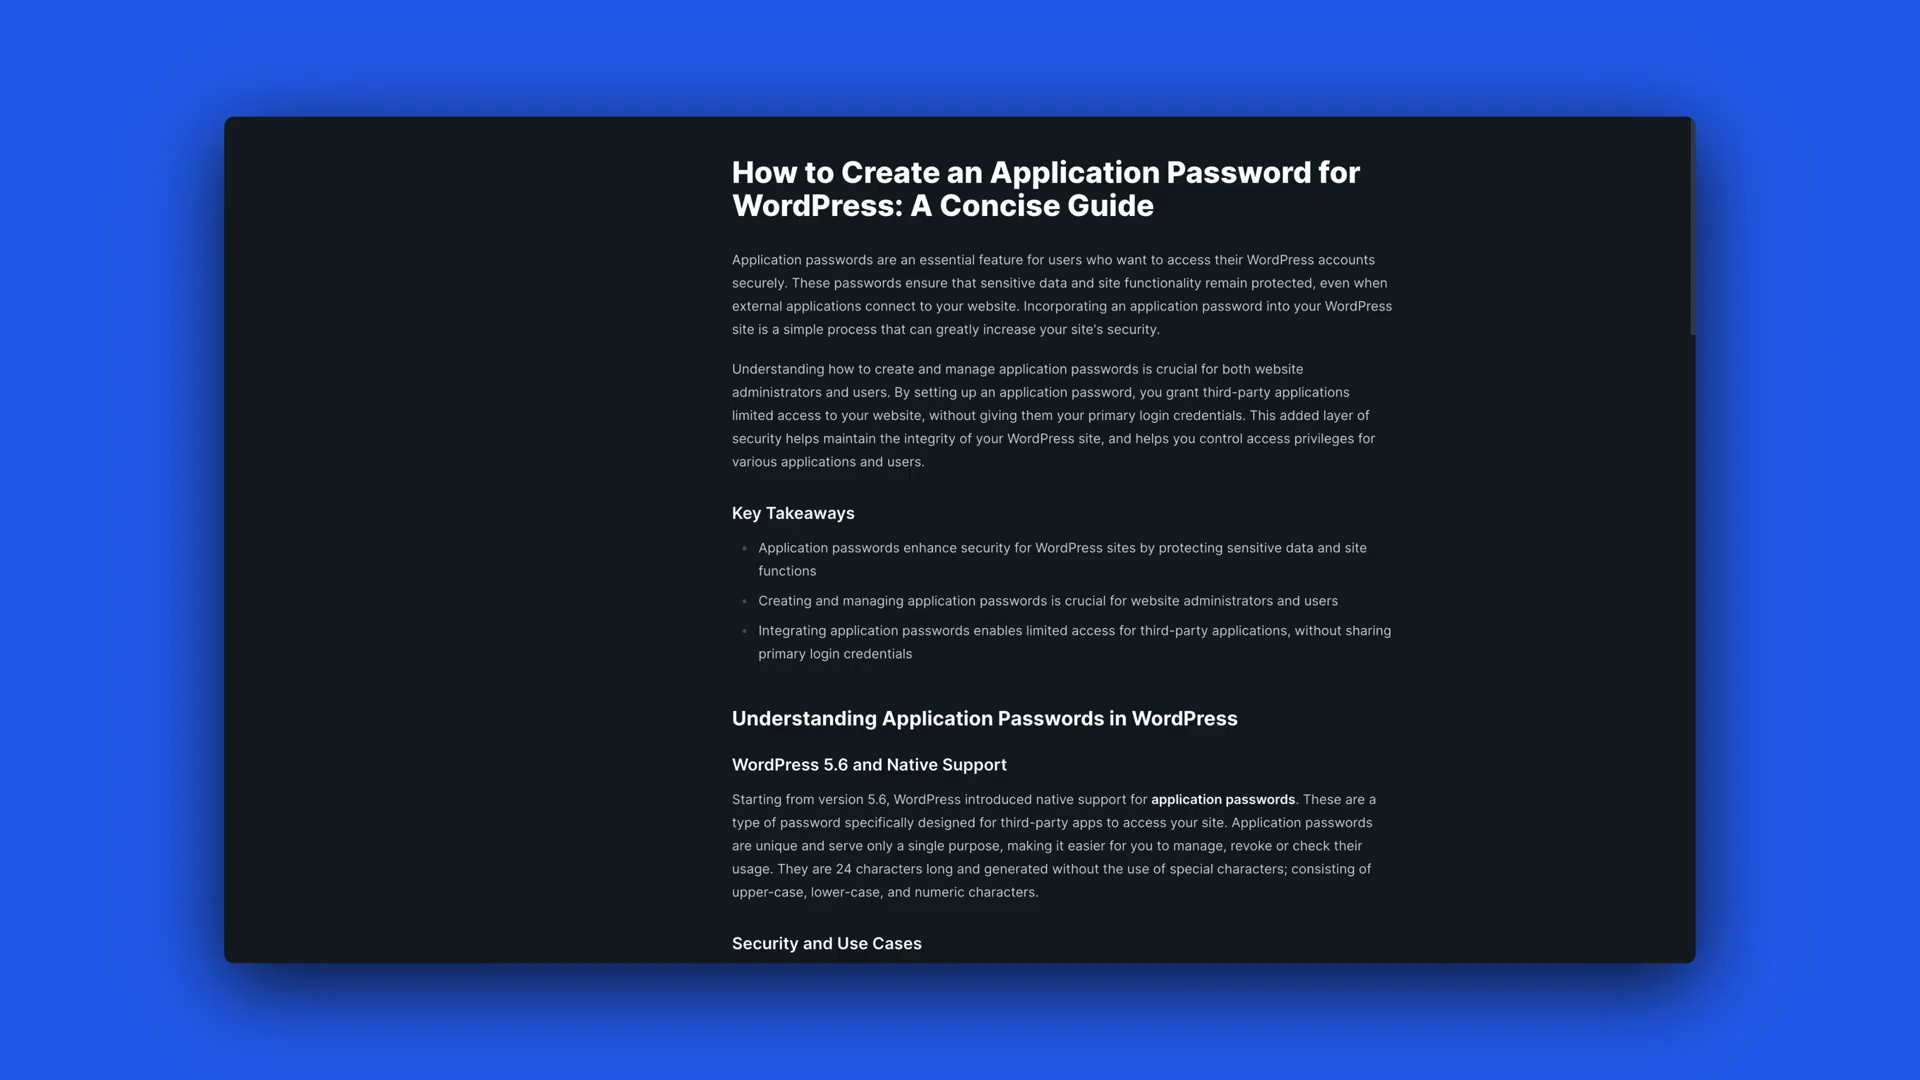 How to Create an Application Password for
WordPress: A Concise Guide
Application passwords are an essential feature for users who want to access their WordPress accounts
securely. These passwords ensure that sensitive data and site functionality remain protected, even when
external applications connect to your website. Incorporating an application password into your WordPress
site is a simple process that can greatly increase your site's security.
Understanding how to create and manage application passwords is crucial for both website
administrators and users. By setting up an application password, you grant third-party applications
limited access to your website, without giving them your primary login credentials. This added layer of
security helps maintain the integrity of your WordPress site, and helps you control access privileges for
various applications and users.
Key Takeaways
• Application passwords enhance security for WordPress sites by protecting sensitive data and site
functions
• Creating and managing application passwords is crucial for website administrators and users
• Integrating application passwords enables limited access for third-party applications, without sharing
primary login credentials
Understanding Application Passwords in WordPress
WordPress 5.6 and Native Support
Starting from version 5.6, WordPress introduced native support for application passwords. These are a
type of password specifically designed for third-party apps to access your site. Application passwords
are unique and serve only a single purpose, making it easier for you to manage, revoke or check their
usage. They are 24 characters long and generated without the use of special characters; consisting of
upper-case, lower-case, and numeric characters.
Security and Use Cases